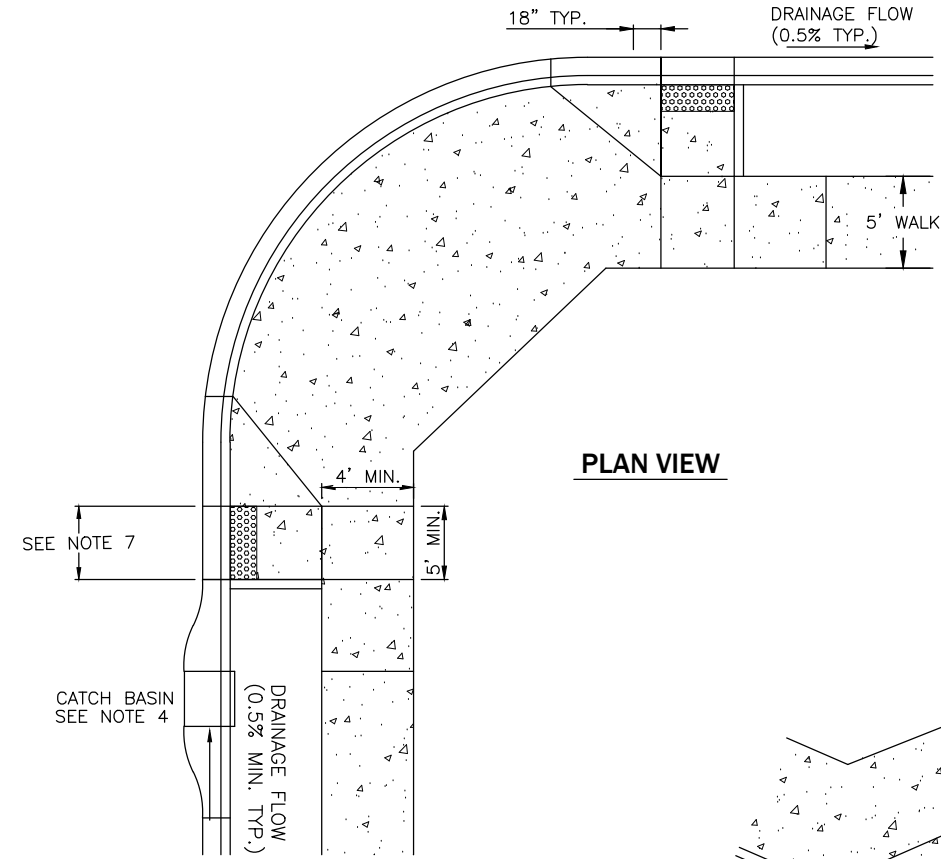 18" TYP.
DRAINAGE FLOW
(0.5% TYP.)
5' WALK
PLAN VIEW
4' MIN.
5' MIN.
SEE NOTE 7
CATCH BASIN
SEE NOTE 4
DRAINAGE FLOW
(0.5% MIN. TYP.)